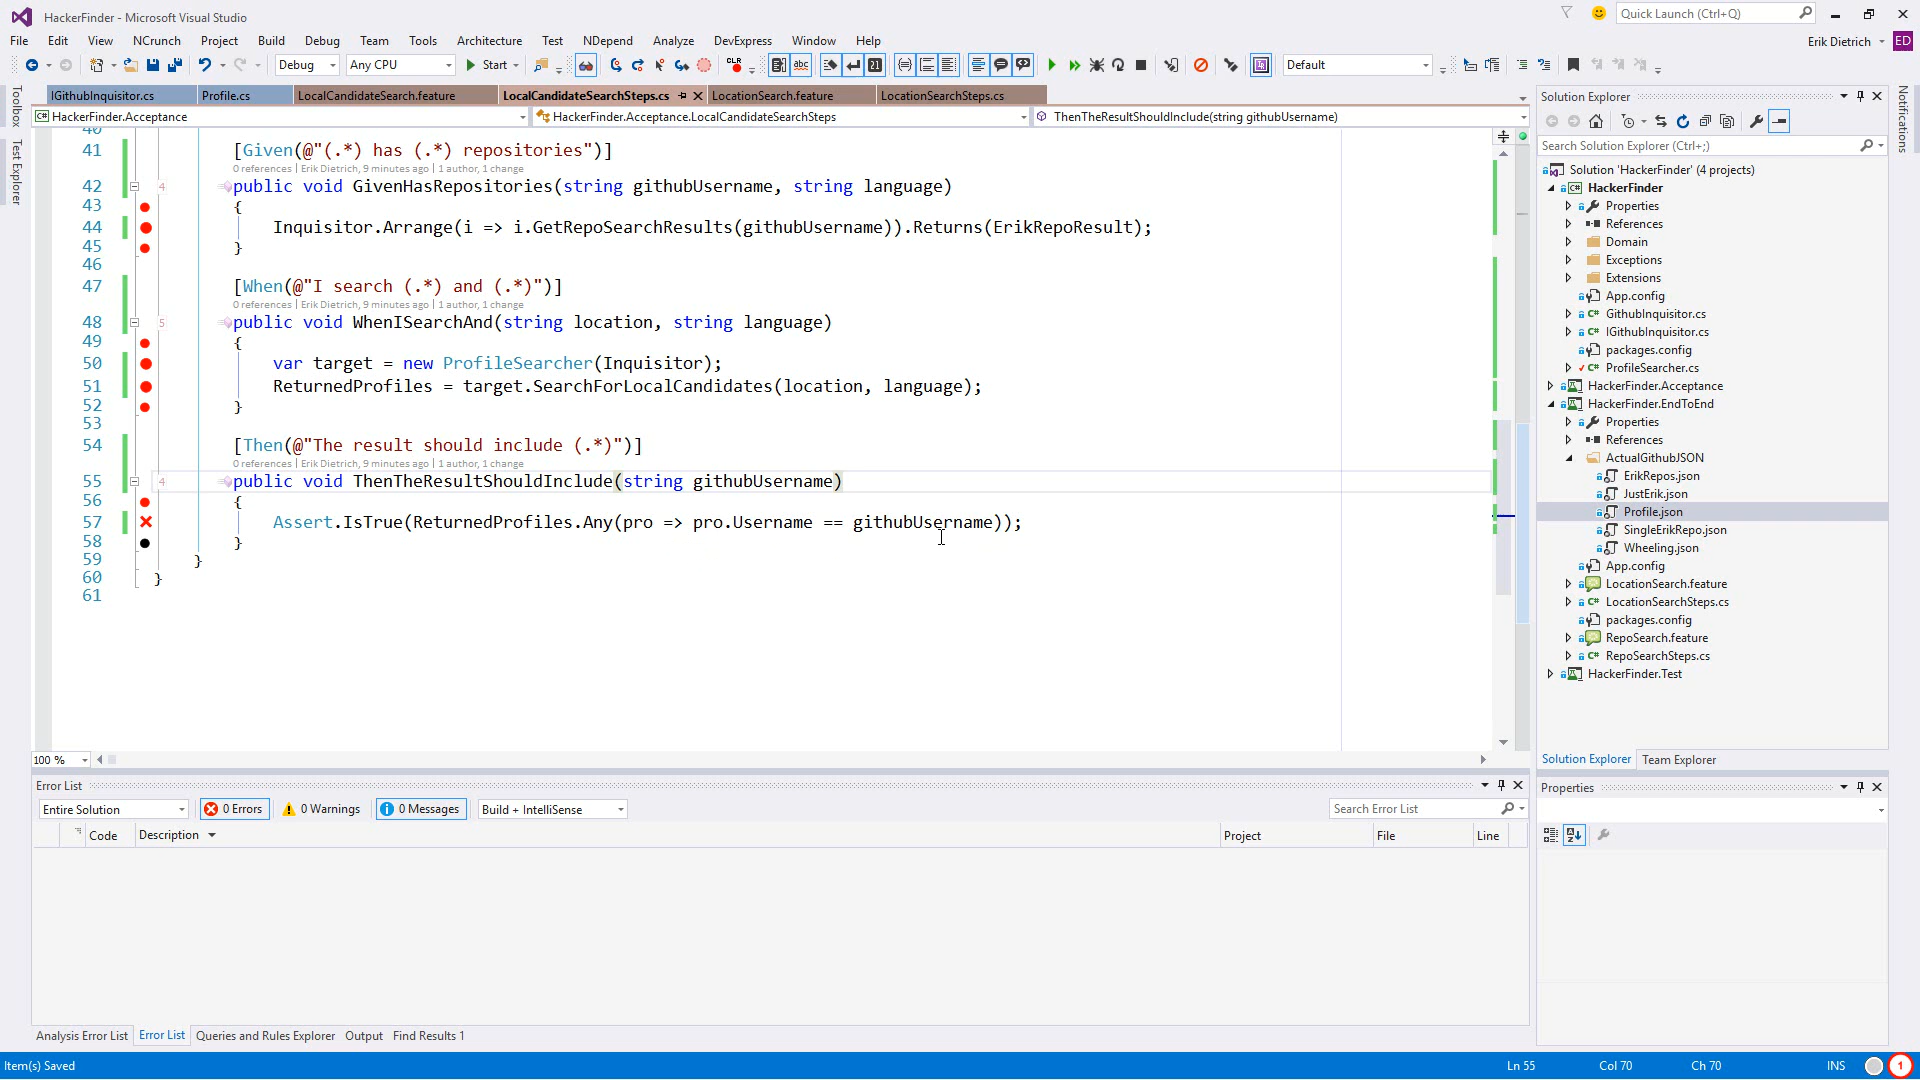 HackerFinder - Microsoft Visual Studio
Quick Launch (Ctrl+Q)
File Edit View NCrunch Project Build Debug Team Tools Architecture Test NDepend Analyze DevExpress Window Help
Erik Dietrich ED
Debug Any CPU Start CLR Default
Toolbox
Test Explorer
Notifications
IGithubInquisitor.cs Profile.cs LocalCandidateSearch.feature LocalCandidateSearchSteps.cs LocationSearch.feature LocationSearchSteps.cs
HackerFinder.Acceptance HackerFinder.Acceptance.LocalCandidateSearchSteps ThenTheResultShouldInclude(string githubUsername)
40
41 [Given(@"(.*) has (.*) repositories")]
0 references | Erik Dietrich, 9 minutes ago | 1 author, 1 change
42 4 public void GivenHasRepositories(string githubUsername, string language)
43 {
44 Inquisitor.Arrange(i => i.GetRepoSearchResults(githubUsername)).Returns(ErikRepoResult);
45 }
46
47 [When(@"I search (.*) and (.*)")]
0 references | Erik Dietrich, 9 minutes ago | 1 author, 1 change
48 5 public void WhenISearchAnd(string location, string language)
49 {
50 var target = new ProfileSearcher(Inquisitor);
51 ReturnedProfiles = target.SearchForLocalCandidates(location, language);
52 }
53
54 [Then(@"The result should include (.*)")]
0 references | Erik Dietrich, 9 minutes ago | 1 author, 1 change
55 4 public void ThenTheResultShouldInclude(string githubUsername)
56 {
57 Assert.IsTrue(ReturnedProfiles.Any(pro => pro.Username == githubUsername));
58 }
59 }
60 }
61
100 %
Solution Explorer
Search Solution Explorer (Ctrl+;)
Solution 'HackerFinder' (4 projects)
HackerFinder
Properties
References
Domain
Exceptions
Extensions
App.config
GithubInquisitor.cs
IGithubInquisitor.cs
packages.config
ProfileSearcher.cs
HackerFinder.Acceptance
HackerFinder.EndToEnd
Properties
References
ActualGithubJSON
ErikRepos.json
JustErik.json
Profile.json
SingleErikRepo.json
Wheeling.json
App.config
LocationSearch.feature
LocationSearchSteps.cs
packages.config
RepoSearch.feature
RepoSearchSteps.cs
HackerFinder.Test
Solution Explorer Team Explorer
Properties
Error List
Entire Solution 0 Errors 0 Warnings 0 Messages Build + IntelliSense Search Error List
Code Description Project File Line
Analysis Error List Error List Queries and Rules Explorer Output Find Results 1
Item(s) Saved Ln 55 Col 70 Ch 70 INS 1